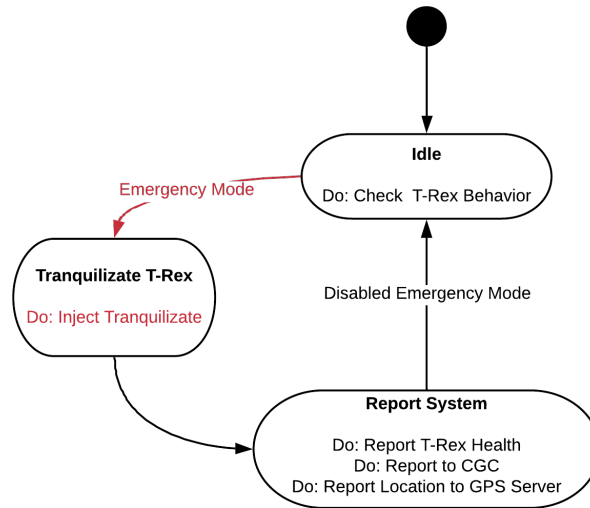 Idle
Do: Check  T-Rex Behavior
Emergency Mode
Tranquilizate T-Rex
Do: Inject Tranquilizate
Disabled Emergency Mode
Report System
Do: Report T-Rex Health
Do: Report to CGC
Do: Report Location to GPS Server